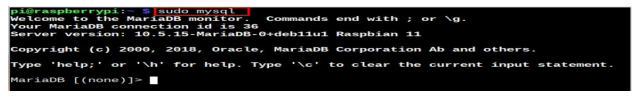 pi@raspberrypi:~ $ sudo mysql
Welcome to the MariaDB monitor.  Commands end with ; or \g.
Your MariaDB connection id is 36
Server version: 10.5.15-MariaDB-0+deb11u1 Raspbian 11

Copyright (c) 2000, 2018, Oracle, MariaDB Corporation Ab and others.

Type 'help;' or '\h' for help. Type '\c' to clear the current input statement.

MariaDB [(none)]>